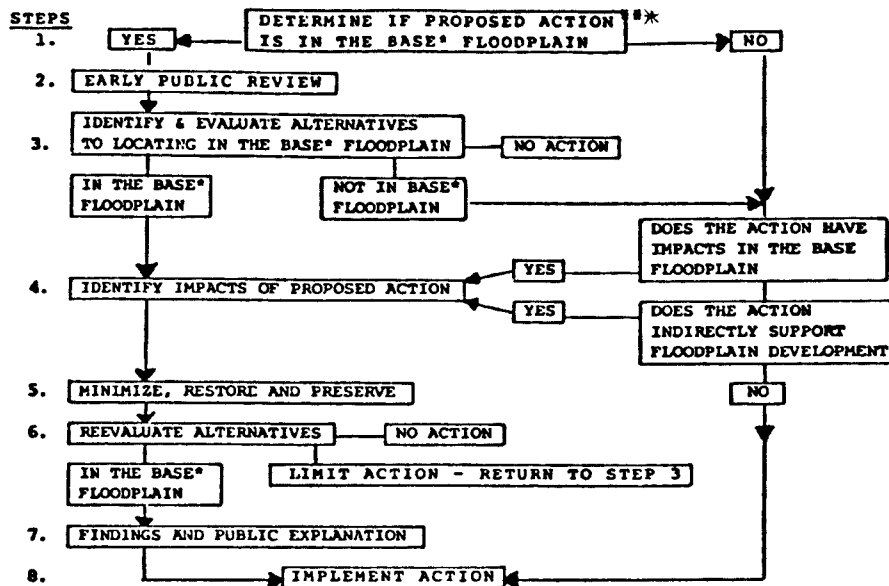 STEPS
DETERMINE IF PROPOSED ACTION***
1. YES IS IN THE BASE* FLOODPLAIN NO
2. EARLY PUBLIC REVIEW
IDENTIFY & EVALUATE ALTERNATIVES
3. TO LOCATING IN THE BASE* FLOODPLAIN NO ACTION
IN THE BASE*
FLOODPLAIN
NOT IN BASE*
FLOODPLAIN
DOES THE ACTION HAVE
IMPACTS IN THE BASE
FLOODPLAIN
YES
4. IDENTIFY IMPACTS OF PROPOSED ACTION
YES
DOES THE ACTION
INDIRECTLY SUPPORT
FLOODPLAIN DEVELOPMENT
5. MINIMIZE, RESTORE AND PRESERVE NO
6. REEVALUATE ALTERNATIVES NO ACTION
IN THE BASE*
FLOODPLAIN
LIMIT ACTION - RETURN TO STEP 3
7. FINDINGS AND PUBLIC EXPLANATION
8. IMPLEMENT ACTION